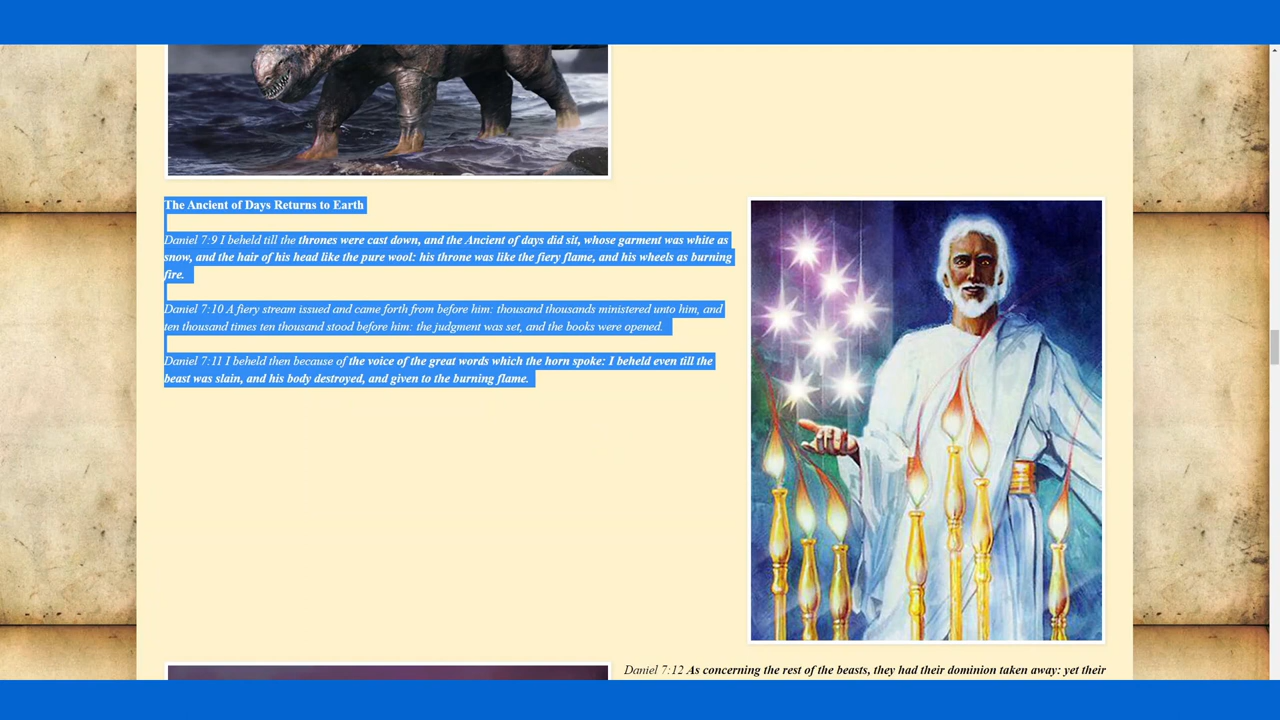 The Ancient of Days Returns to Earth
Daniel 7:9 I beheld till the thrones were cast down, and the Ancient of days did sit, whose garment was white as
snow, and the hair of his head like the pure wool: his throne was like the fiery flame, and his wheels as burning
fire.
Daniel 7:10 A fiery stream issued and came forth from before him: thousand thousands ministered unto him, and
ten thousand times ten thousand stood before him: the judgment was set, and the books were opened.
Daniel 7:11 I beheld then because of the voice of the great words which the horn spoke: I beheld even till the
beast was slain, and his body destroyed, and given to the burning flame.
Daniel 7:12 As concerning the rest of the beasts, they had their dominion taken away: yet their